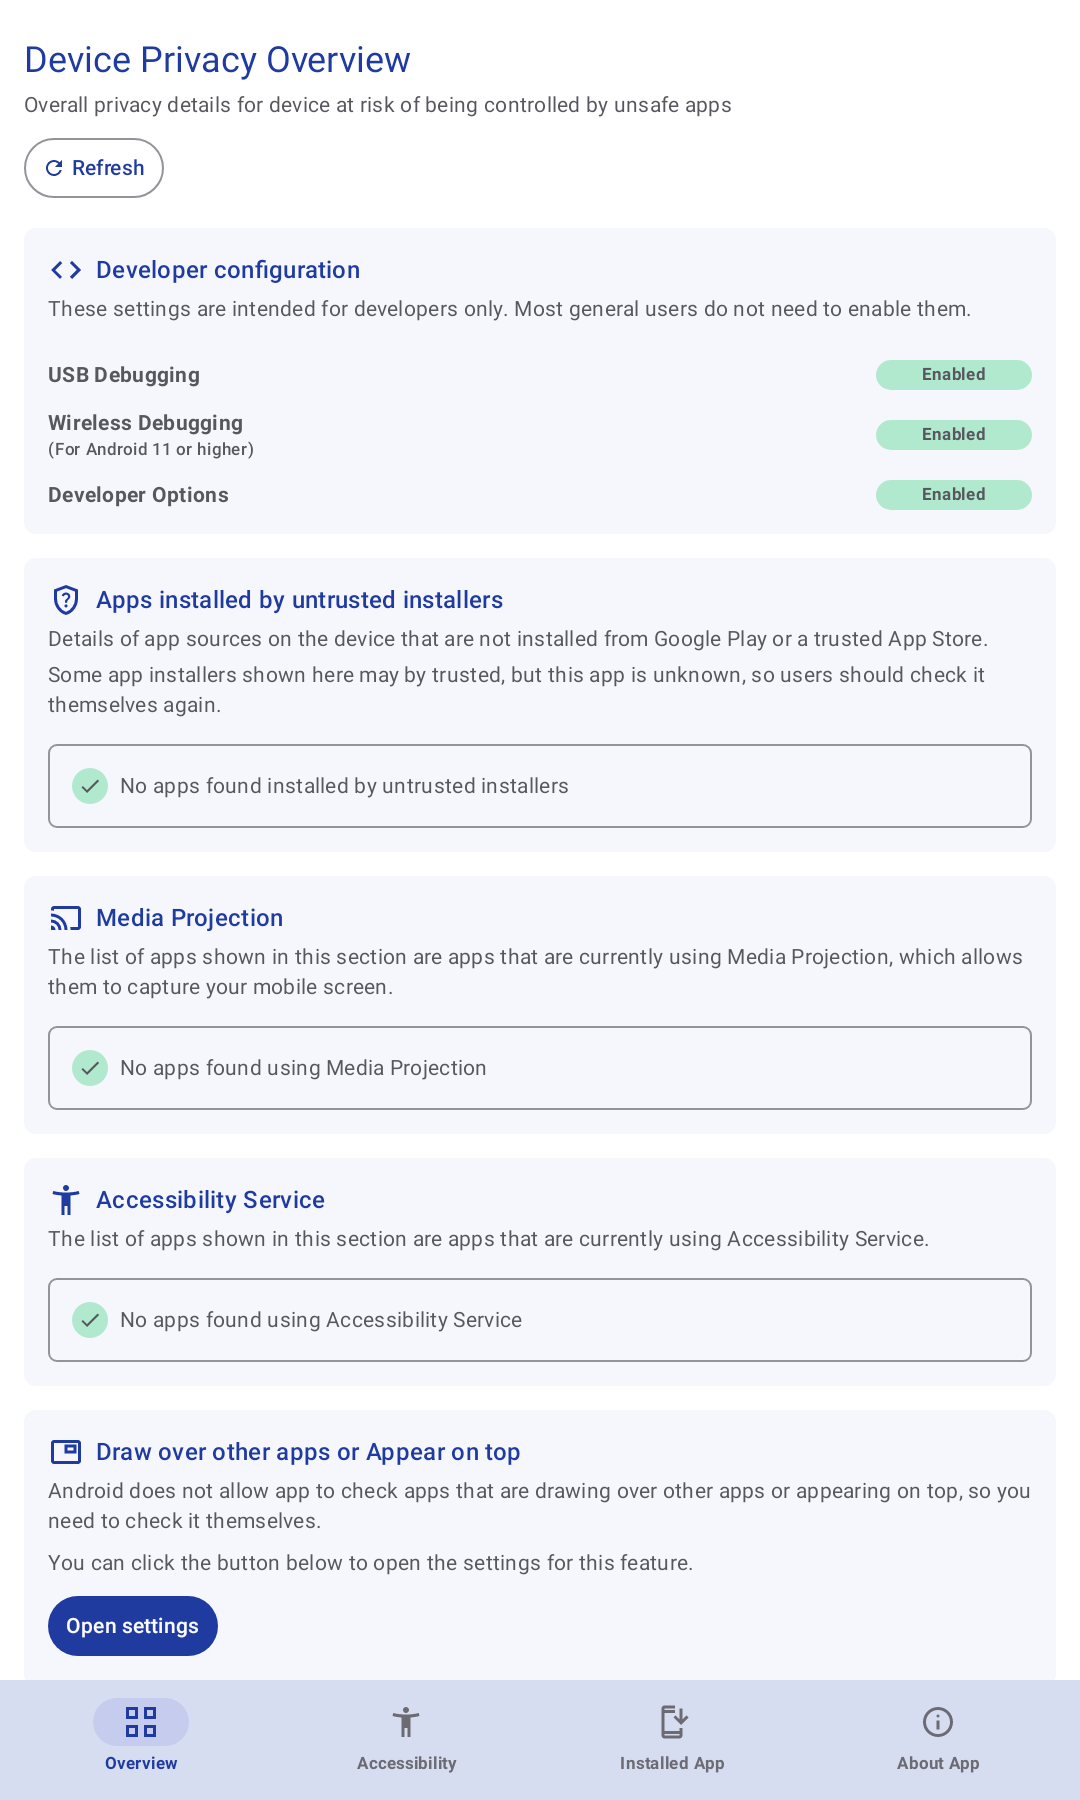 Device Privacy Overview
Overall privacy details for device at risk of being controlled by unsafe apps
Refresh
Developer configuration
These settings are intended for developers only. Most general users do not need to enable them.
USB Debugging
Enabled
Wireless Debugging
(For Android 11 or higher)
Enabled
Developer Options
Enabled
Apps installed by untrusted installers
Details of app sources on the device that are not installed from Google Play or a trusted App Store.
Some app installers shown here may by trusted, but this app is unknown, so users should check it
themselves again.
No apps found installed by untrusted installers
Media Projection
The list of apps shown in this section are apps that are currently using Media Projection, which allows
them to capture your mobile screen.
No apps found using Media Projection
Accessibility Service
The list of apps shown in this section are apps that are currently using Accessibility Service.
No apps found using Accessibility Service
Draw over other apps or Appear on top
Android does not allow app to check apps that are drawing over other apps or appearing on top, so you
need to check it themselves.
You can click the button below to open the settings for this feature.
Open settings
Overview
Accessibility
Installed App
About App